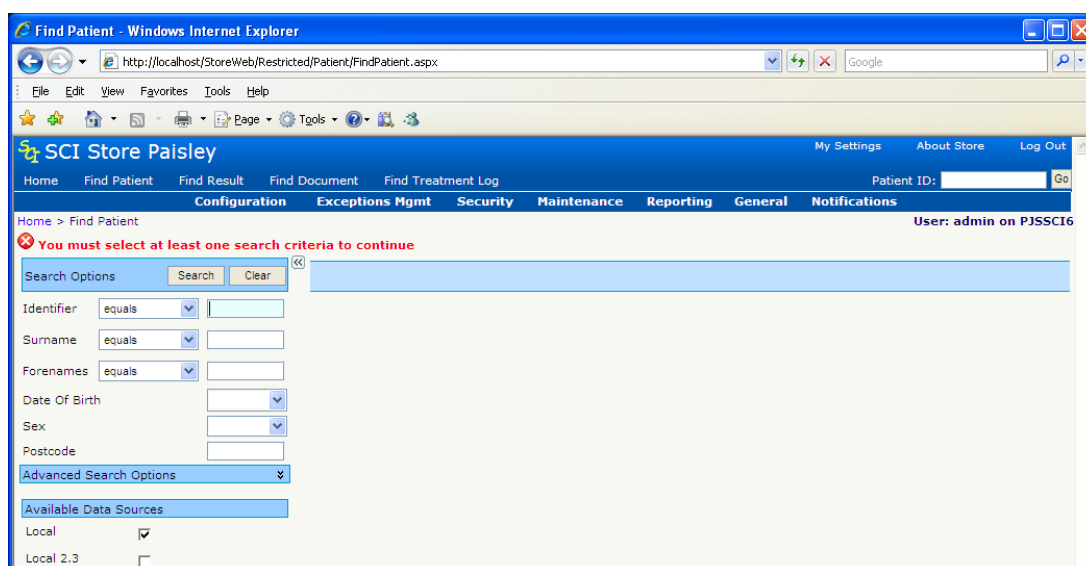 Find Patient - Windows Internet Explorer
http://localhost/StoreWeb/Restricted/Patient/FindPatient.aspx Google
File Edit View Favorites Tools Help
Page Tools
SCI Store Paisley My Settings About Store Log Out
Home Find Patient Find Result Find Document Find Treatment Log Patient ID: Go
Configuration Exceptions Mgmt Security Maintenance Reporting General Notifications
Home > Find Patient User: admin on PJSSCI6
You must select at least one search criteria to continue
Search Options Search Clear
Identifier equals
Surname equals
Forenames equals
Date Of Birth
Sex
Postcode
Advanced Search Options
Available Data Sources
Local
Local 2.3